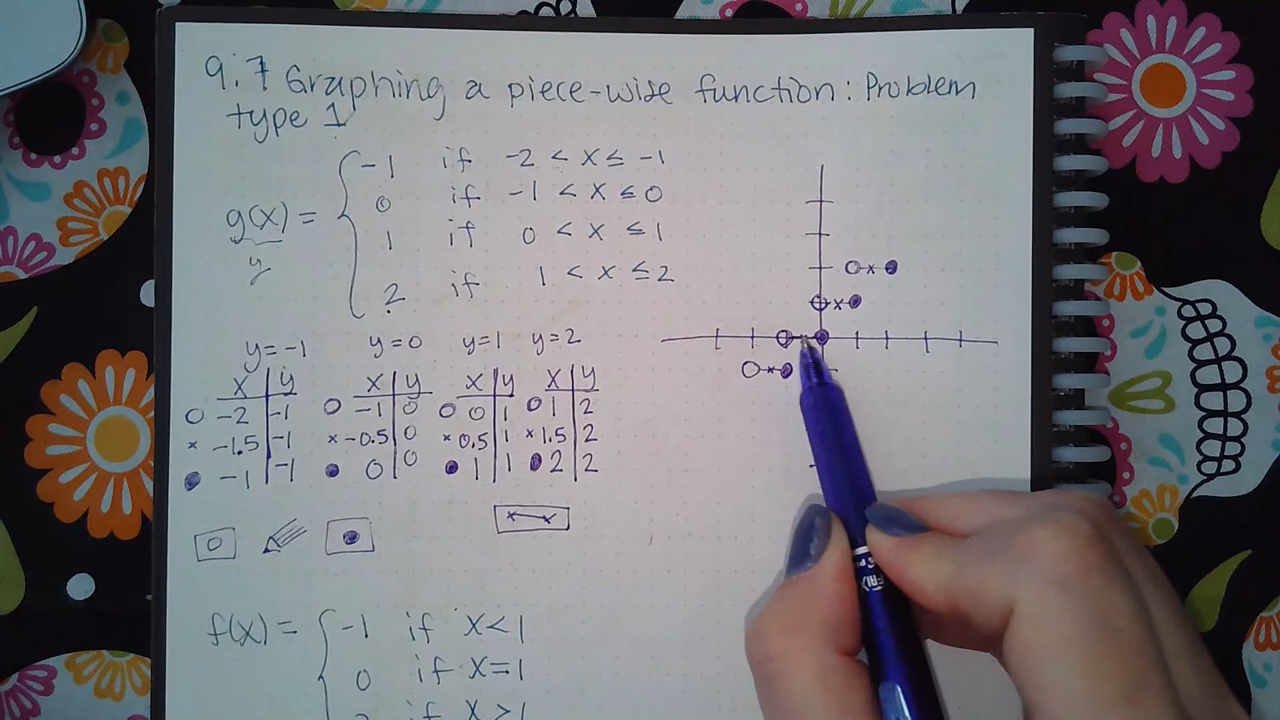 9.7 Graphing a piece-wise function: Problem
type 1
g(x) = { -1 if -2 < x ≤ -1
0 if -1 < x ≤ 0
1 if 0 < x ≤ 1
2 if 1 < x ≤ 2
y
y=-1 y=0 y=1 y=2
x y x y x y x y
-2 -1 -1 0 0 1 1 2
x -1.5 -1 x -0.5 0 x 0.5 1 x 1.5 2
-1 -1 0 0 1 1 2 2
f(x) = { -1 if x<1
0 if x=1
if x>1